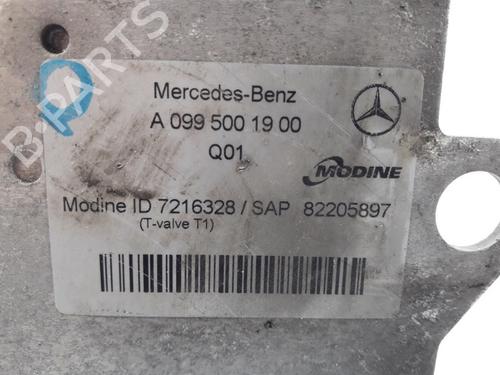 B-PARTS
Mercedes-Benz
A 099 500 19 00
Q01
MODINE
Modine ID 7216328 / SAP 82205897
(T-valve T1)